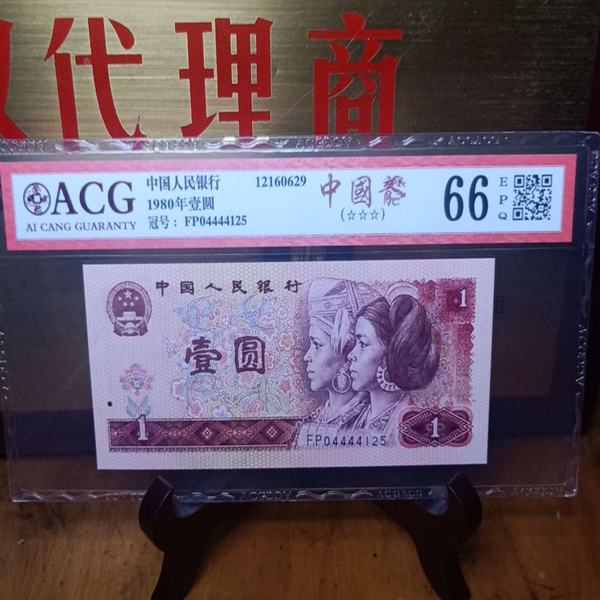 代理商
ACG
AI CANG GUARANTY
中国人民银行 12160629
1980年壹圆
冠号：FP04444125
中國龍
(☆☆☆)
66
EPQ
中国人民银行
1
壹圆
1
FP04444125
1